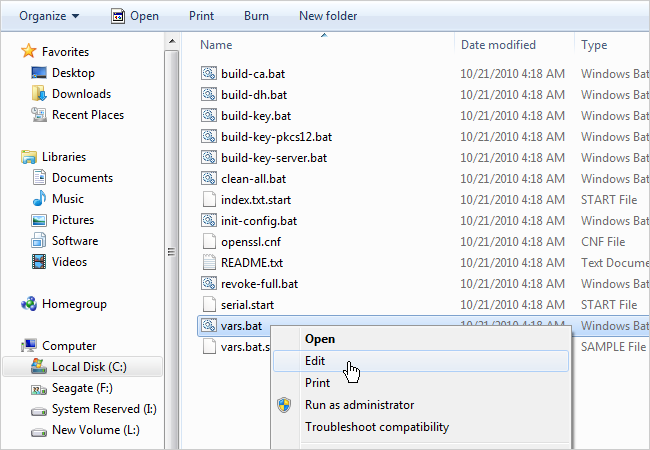 Organize Open Print Burn New folder
Favorites
Desktop
Downloads
Recent Places
Libraries
Documents
Music
Pictures
Software
Videos
Homegroup
Computer
Local Disk (C:)
Seagate (F:)
System Reserved (I:)
New Volume (L:)
Name Date modified Type
build-ca.bat 10/21/2010 4:18 AM Windows Bat
build-dh.bat 10/21/2010 4:18 AM Windows Bat
build-key.bat 10/21/2010 4:18 AM Windows Bat
build-key-pkcs12.bat 10/21/2010 4:18 AM Windows Bat
build-key-server.bat 10/21/2010 4:18 AM Windows Bat
clean-all.bat 10/21/2010 4:18 AM Windows Bat
index.txt.start 10/21/2010 4:18 AM START File
init-config.bat 10/21/2010 4:18 AM Windows Bat
openssl.cnf 10/21/2010 4:18 AM CNF File
README.txt 10/21/2010 4:18 AM Text Docume
revoke-full.bat 10/21/2010 4:18 AM Windows Bat
serial.start 10/21/2010 4:18 AM START File
vars.bat 10/21/2010 4:18 AM Windows Bat
vars.bat.s SAMPLE File
Open
Edit
Print
Run as administrator
Troubleshoot compatibility